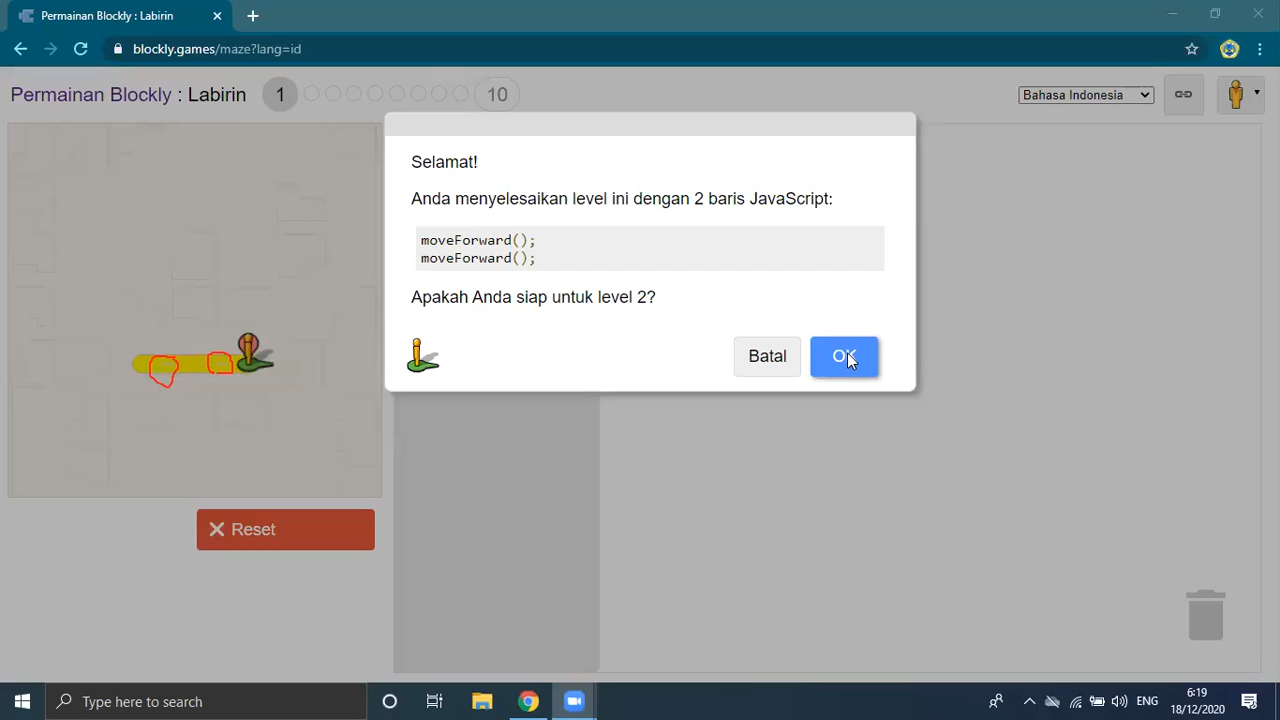 Permainan Blockly : Labirin
blockly.games/maze?lang=id
Permainan Blockly : Labirin
1
10
Bahasa Indonesia
Selamat!
Anda menyelesaikan level ini dengan 2 baris JavaScript:
moveForward();
moveForward();
Apakah Anda siap untuk level 2?
Batal
OK
Reset
Type here to search
ENG
6:19
18/12/2020